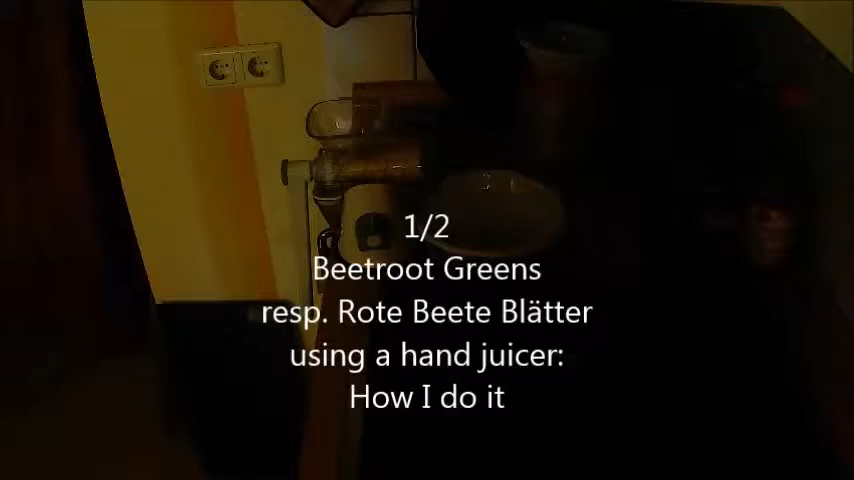 1/2
Beetroot Greens
resp. Rote Beete Blätter
using a hand juicer:
How I do it